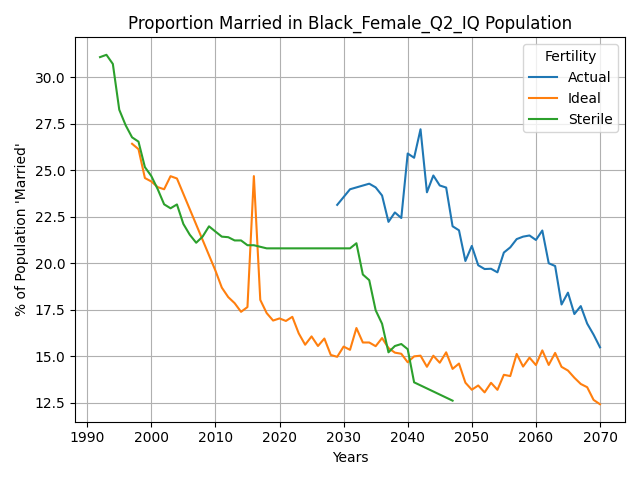 Proportion Married in Black_Female_Q2_IQ Population
% of Population 'Married'
30.0
27.5
25.0
22.5
20.0
17.5
15.0
12.5
Fertility
Actual
Ideal
Sterile
1990 2000 2010 2020 2030 2040 2050 2060 2070
Years